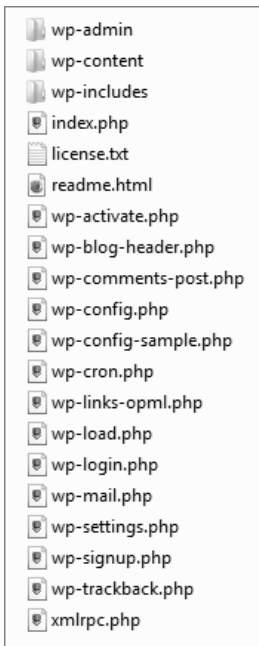 wp-admin
wp-content
wp-includes
index.php
license.txt
readme.html
wp-activate.php
wp-blog-header.php
wp-comments-post.php
wp-config.php
wp-config-sample.php
wp-cron.php
wp-links-opml.php
wp-load.php
wp-login.php
wp-mail.php
wp-settings.php
wp-signup.php
wp-trackback.php
xmlrpc.php